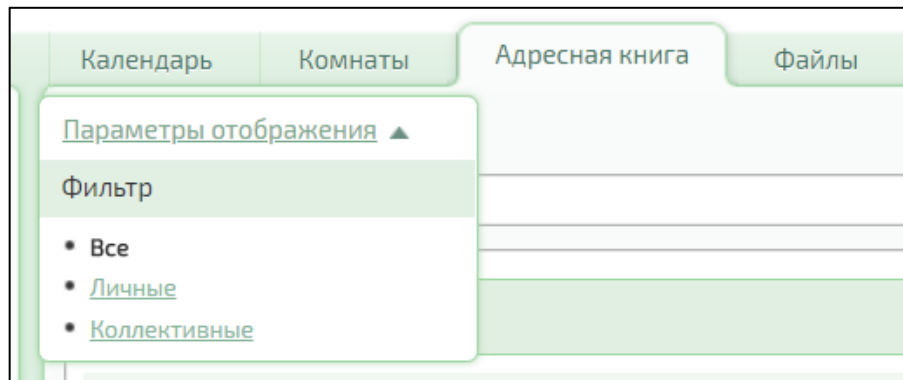 Календарь Комнаты Адресная книга Файлы
Параметры отображения
Фильтр
Все
Личные
Коллективные